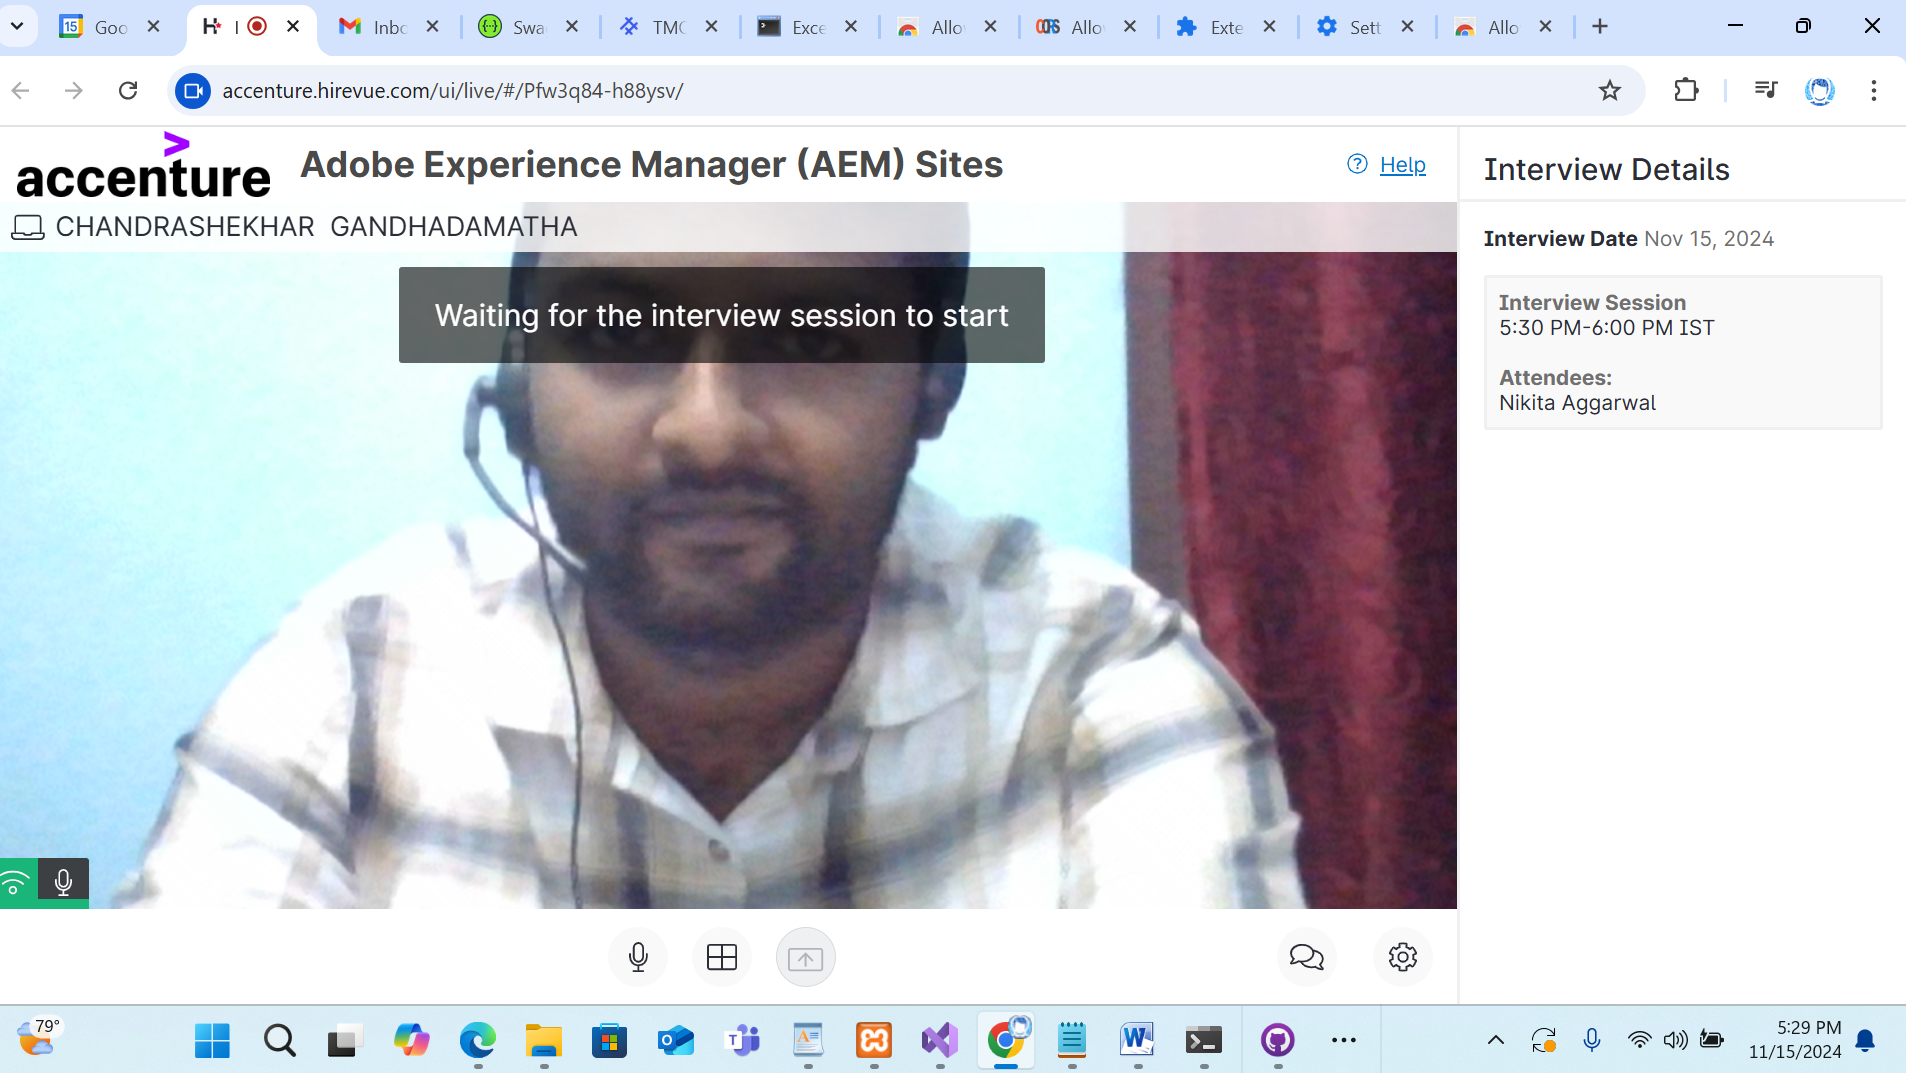 15 Goo
Inbo
Swa
TMC
Exce
Allo
CORS Allo
Exte
Sett
Allo
accenture.hirevue.com/ui/live/#/Pfw3q84-h88ysv/
accenture
Adobe Experience Manager (AEM) Sites
Help
Interview Details
CHANDRASHEKHAR GANDHADAMATHA
Interview Date Nov 15, 2024
Waiting for the interview session to start
Interview Session
5:30 PM-6:00 PM IST
Attendees:
Nikita Aggarwal
79°
5:29 PM
11/15/2024